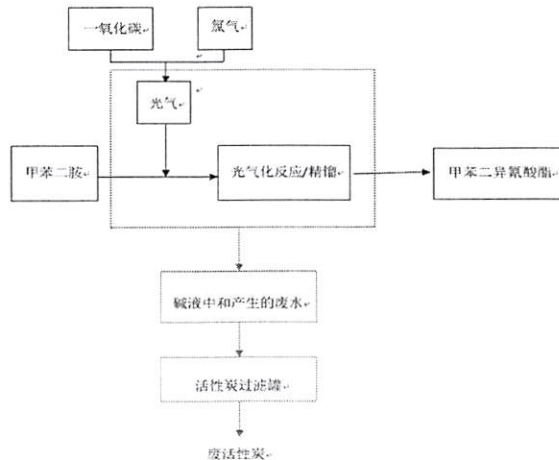 一氧化碳
氯气
光气
甲苯二胺
光气化反应/精馏
甲苯二异氰酸酯
碱液中和产生的废水
活性炭过滤罐
废活性炭